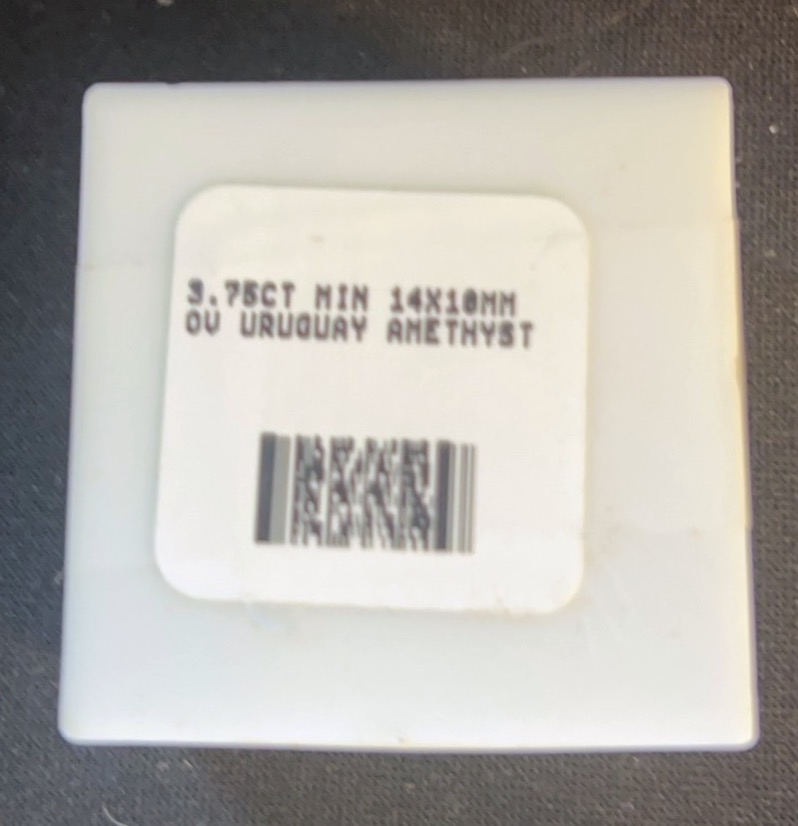 3.75CT MIN 14X10MM
OV URUGUAY AMETHYST